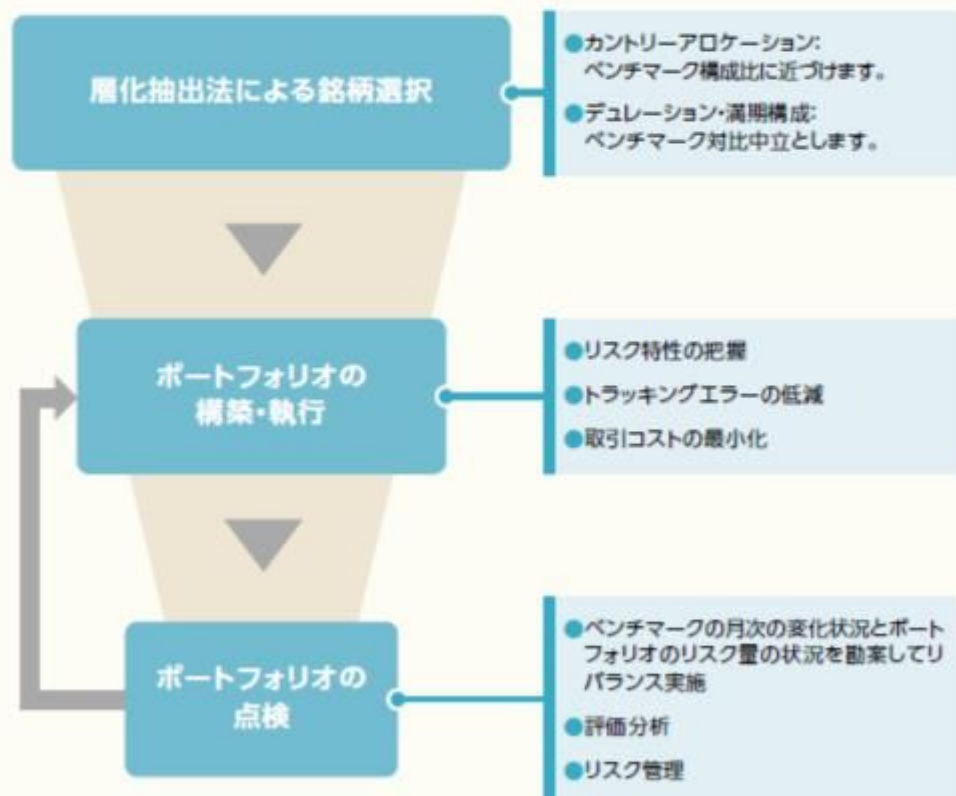 層化抽出法による銘柄選択
●カントリーアロケーション:
ベンチマーク構成比に近づけます。
●デュレーション・満期構成:
ベンチマーク対比中立とします。
ポートフォリオの
構築・執行
●リスク特性の把握
●トラッキングエラーの低減
●取引コストの最小化
ポートフォリオの
点検
●ベンチマークの月次の変化状況とポート
フォリオのリスク量の状況を勘案してリ
バランス実施
●評価分析
●リスク管理